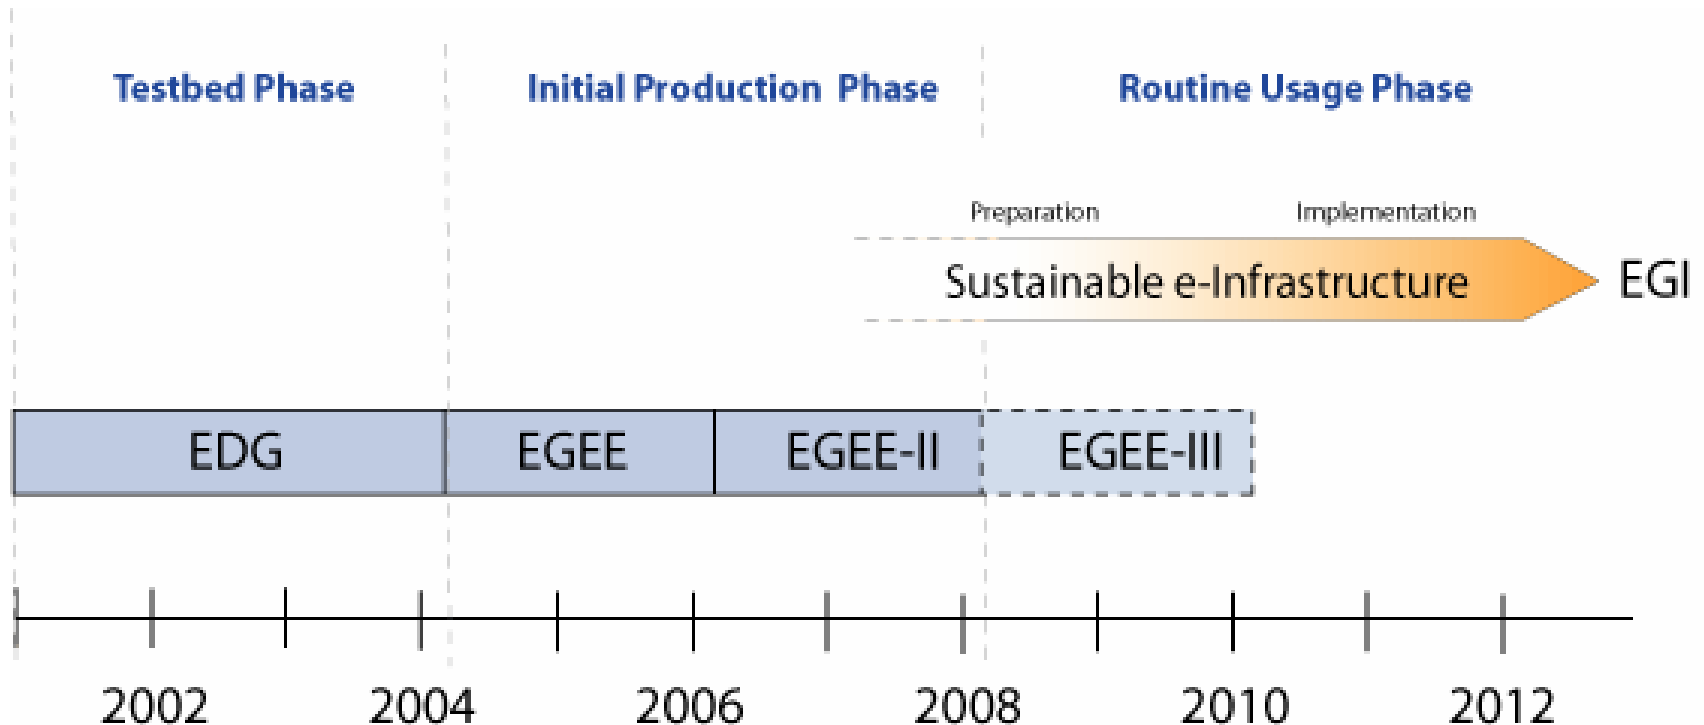 Testbed Phase
Initial Production Phase
Routine Usage Phase
Preparation
Implementation
Sustainable e-Infrastructure
EGI
EDG
EGEE
EGEE-II
EGEE-III
2002
2004
2006
2008
2010
2012